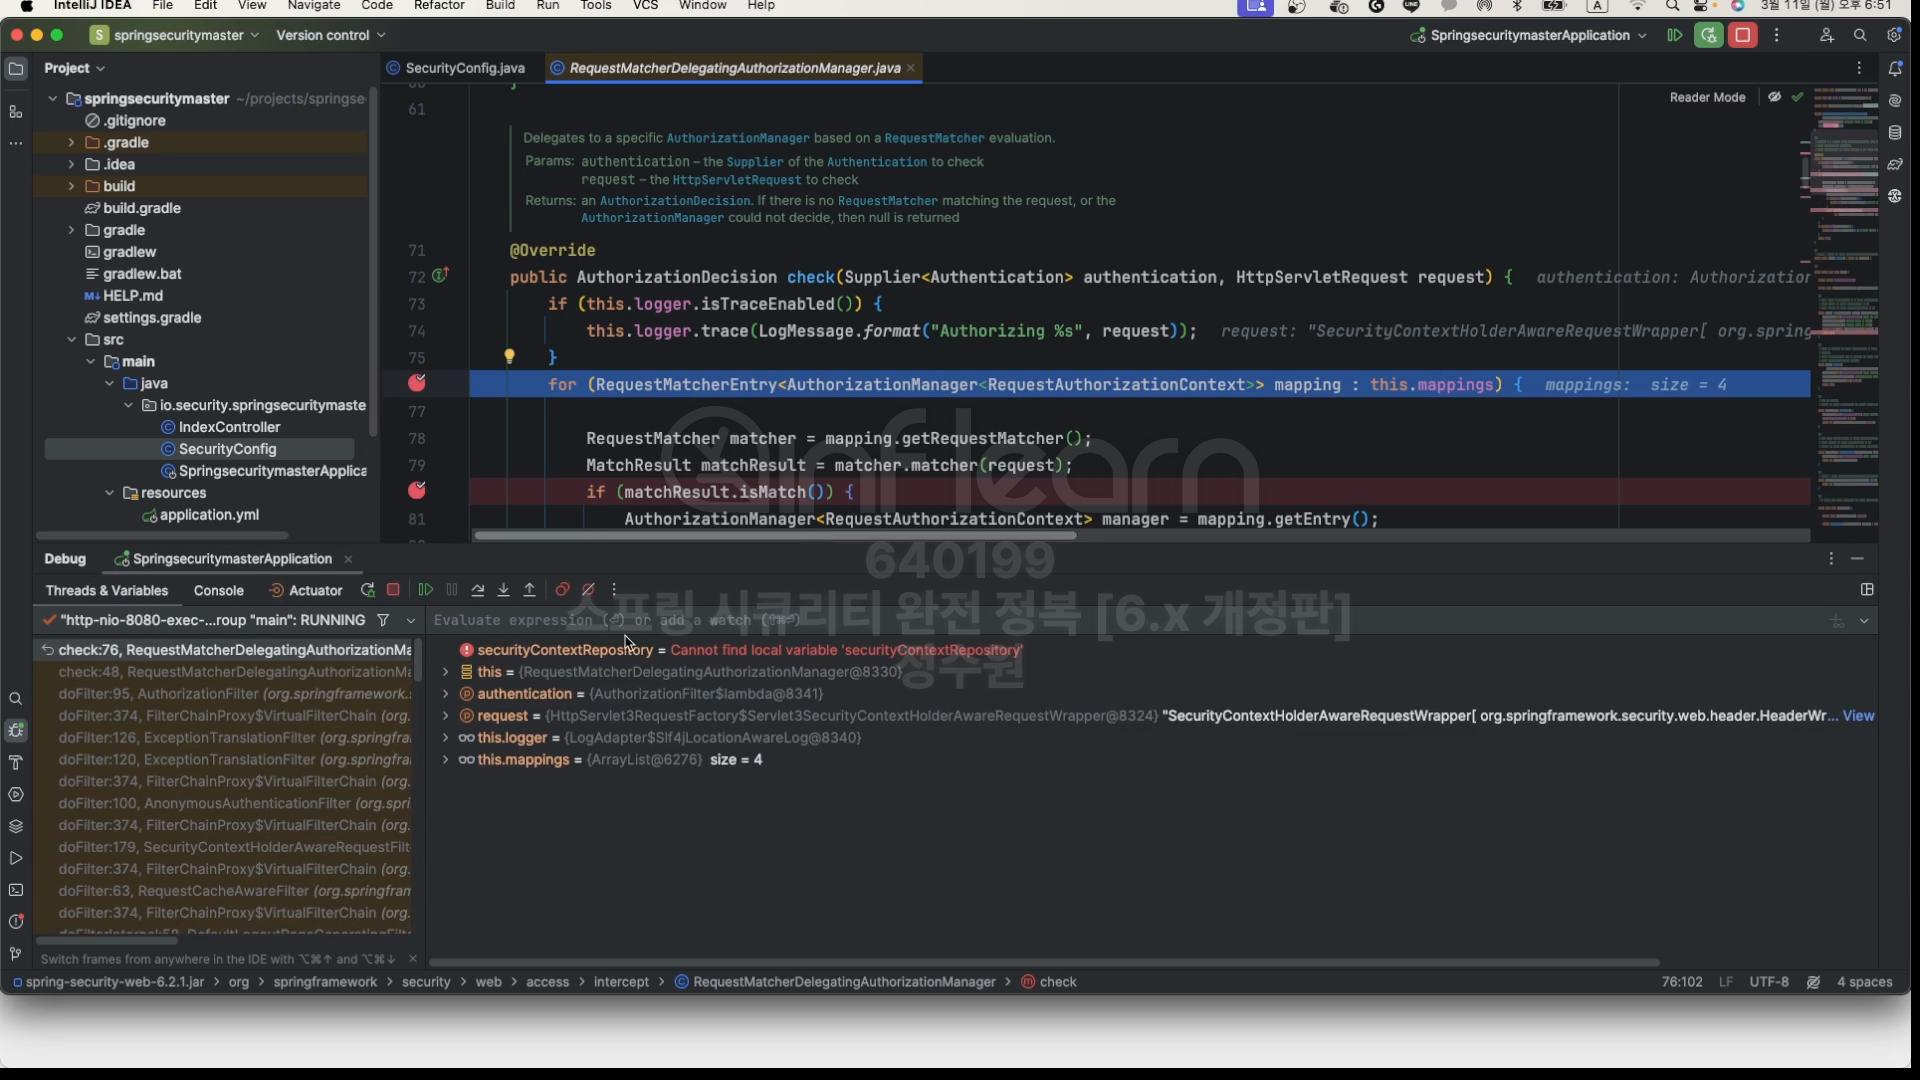 IntelliJ IDEA File Edit View Navigate Code Refactor Build Run Tools VCS Window Help 3월 11일 (월) 오후 6:51
S springsecuritymaster Version control SpringsecuritymasterApplication
Project SecurityConfig.java RequestMatcherDelegatingAuthorizationManager.java
springsecuritymaster ~/projects/springse
.gitignore
.gradle
.idea
build
build.gradle
gradle
gradlew
gradlew.bat
HELP.md
settings.gradle
src
main
java
io.security.springsecuritymaste
IndexController
SecurityConfig
SpringsecuritymasterApplica
resources
application.yml
Reader Mode
61
Delegates to a specific AuthorizationManager based on a RequestMatcher evaluation.
Params: authentication – the Supplier of the Authentication to check
request – the HttpServletRequest to check
Returns: an AuthorizationDecision. If there is no RequestMatcher matching the request, or the
AuthorizationManager could not decide, then null is returned
71 @Override
72 public AuthorizationDecision check(Supplier<Authentication> authentication, HttpServletRequest request) { authentication: Authorization
73 if (this.logger.isTraceEnabled()) {
74 this.logger.trace(LogMessage.format("Authorizing %s", request)); request: "SecurityContextHolderAwareRequestWrapper[ org.spring
75 }
for (RequestMatcherEntry<AuthorizationManager<RequestAuthorizationContext>> mapping : this.mappings) { mappings: size = 4
77
78 RequestMatcher matcher = mapping.getRequestMatcher();
79 MatchResult matchResult = matcher.matcher(request);
if (matchResult.isMatch()) {
81 AuthorizationManager<RequestAuthorizationContext> manager = mapping.getEntry();
inflearn
640199
스프링 시큐리티 완전 정복 [6.x 개정판]
정수원
Debug SpringsecuritymasterApplication
Threads & Variables Console Actuator
"http-nio-8080-exec-...roup "main": RUNNING
Evaluate expression (⏎) or add a watch (⇧⌘⏎)
check:76, RequestMatcherDelegatingAuthorizationMa
check:48, RequestMatcherDelegatingAuthorizationMa
doFilter:95, AuthorizationFilter (org.springframework.
doFilter:374, FilterChainProxy$VirtualFilterChain (org.
doFilter:126, ExceptionTranslationFilter (org.springfra
doFilter:120, ExceptionTranslationFilter (org.springfra
doFilter:374, FilterChainProxy$VirtualFilterChain (org.
doFilter:100, AnonymousAuthenticationFilter (org.spri
doFilter:374, FilterChainProxy$VirtualFilterChain (org.
doFilter:179, SecurityContextHolderAwareRequestFilt
doFilter:374, FilterChainProxy$VirtualFilterChain (org.
doFilter:63, RequestCacheAwareFilter (org.springfram
doFilter:374, FilterChainProxy$VirtualFilterChain (org.
securityContextRepository = Cannot find local variable 'securityContextRepository'
this = {RequestMatcherDelegatingAuthorizationManager@8330}
authentication = {AuthorizationFilter$lambda@8341}
request = {HttpServlet3RequestFactory$Servlet3SecurityContextHolderAwareRequestWrapper@8324} "SecurityContextHolderAwareRequestWrapper[ org.springframework.security.web.header.HeaderWr... View
this.logger = {LogAdapter$Slf4jLocationAwareLog@8340}
this.mappings = {ArrayList@6276} size = 4
Switch frames from anywhere in the IDE with ⌥⌘↑ and ⌥⌘↓
spring-security-web-6.2.1.jar > org > springframework > security > web > access > intercept > RequestMatcherDelegatingAuthorizationManager > check 76:102 LF UTF-8 4 spaces